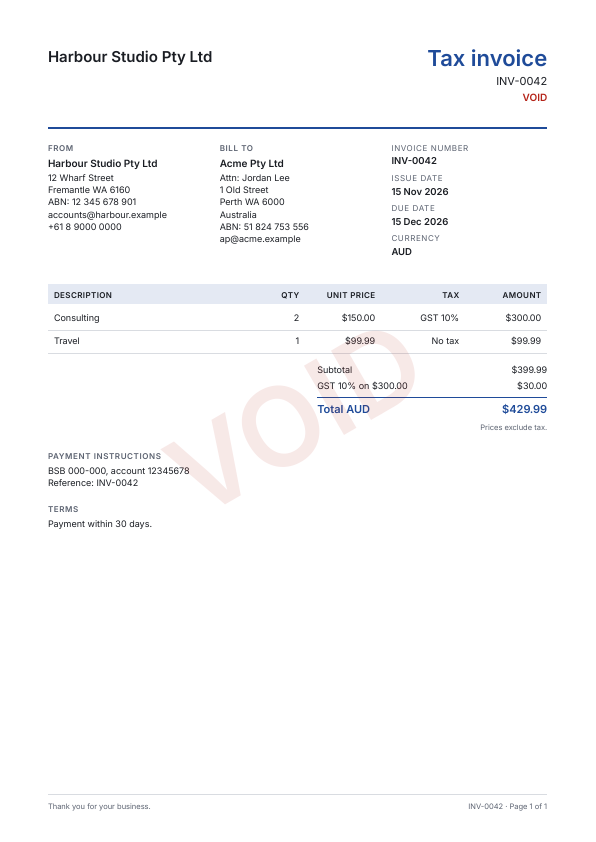 Harbour Studio Pty Ltd
Tax invoice
INV-0042
VOID
FROM
Harbour Studio Pty Ltd
12 Wharf Street
Fremantle WA 6160
ABN: 12 345 678 901
accounts@harbour.example
+61 8 9000 0000
BILL TO
Acme Pty Ltd
Attn: Jordan Lee
1 Old Street
Perth WA 6000
Australia
ABN: 51 824 753 556
ap@acme.example
INVOICE NUMBER
INV-0042
ISSUE DATE
15 Nov 2026
DUE DATE
15 Dec 2026
CURRENCY
AUD
DESCRIPTION QTY UNIT PRICE TAX AMOUNT
Consulting 2 $150.00 GST 10% $300.00
Travel 1 $99.99 No tax $99.99
Subtotal $399.99
GST 10% on $300.00 $30.00
Total AUD $429.99
Prices exclude tax.
VOID
PAYMENT INSTRUCTIONS
BSB 000-000, account 12345678
Reference: INV-0042
TERMS
Payment within 30 days.
Thank you for your business.
INV-0042 · Page 1 of 1